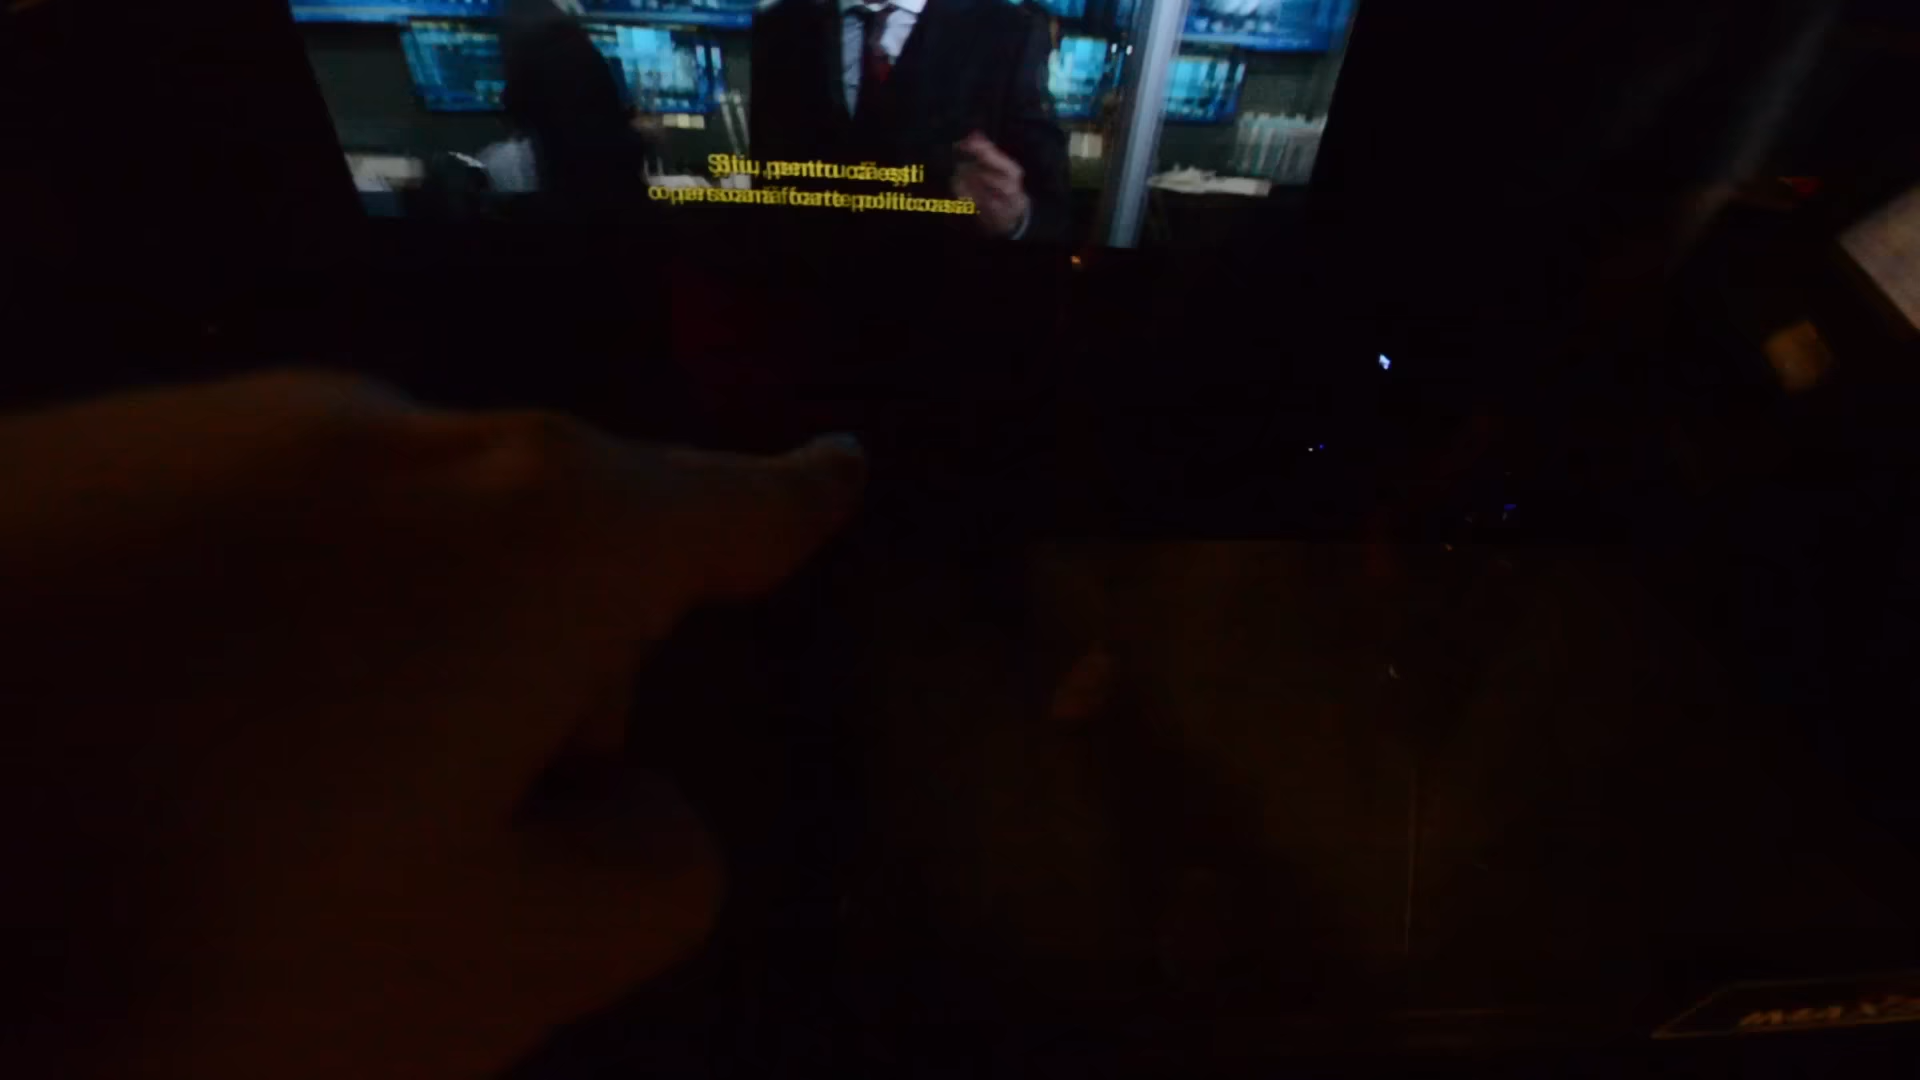 Știu, pentru că ești
o persoană foarte politicoasă.